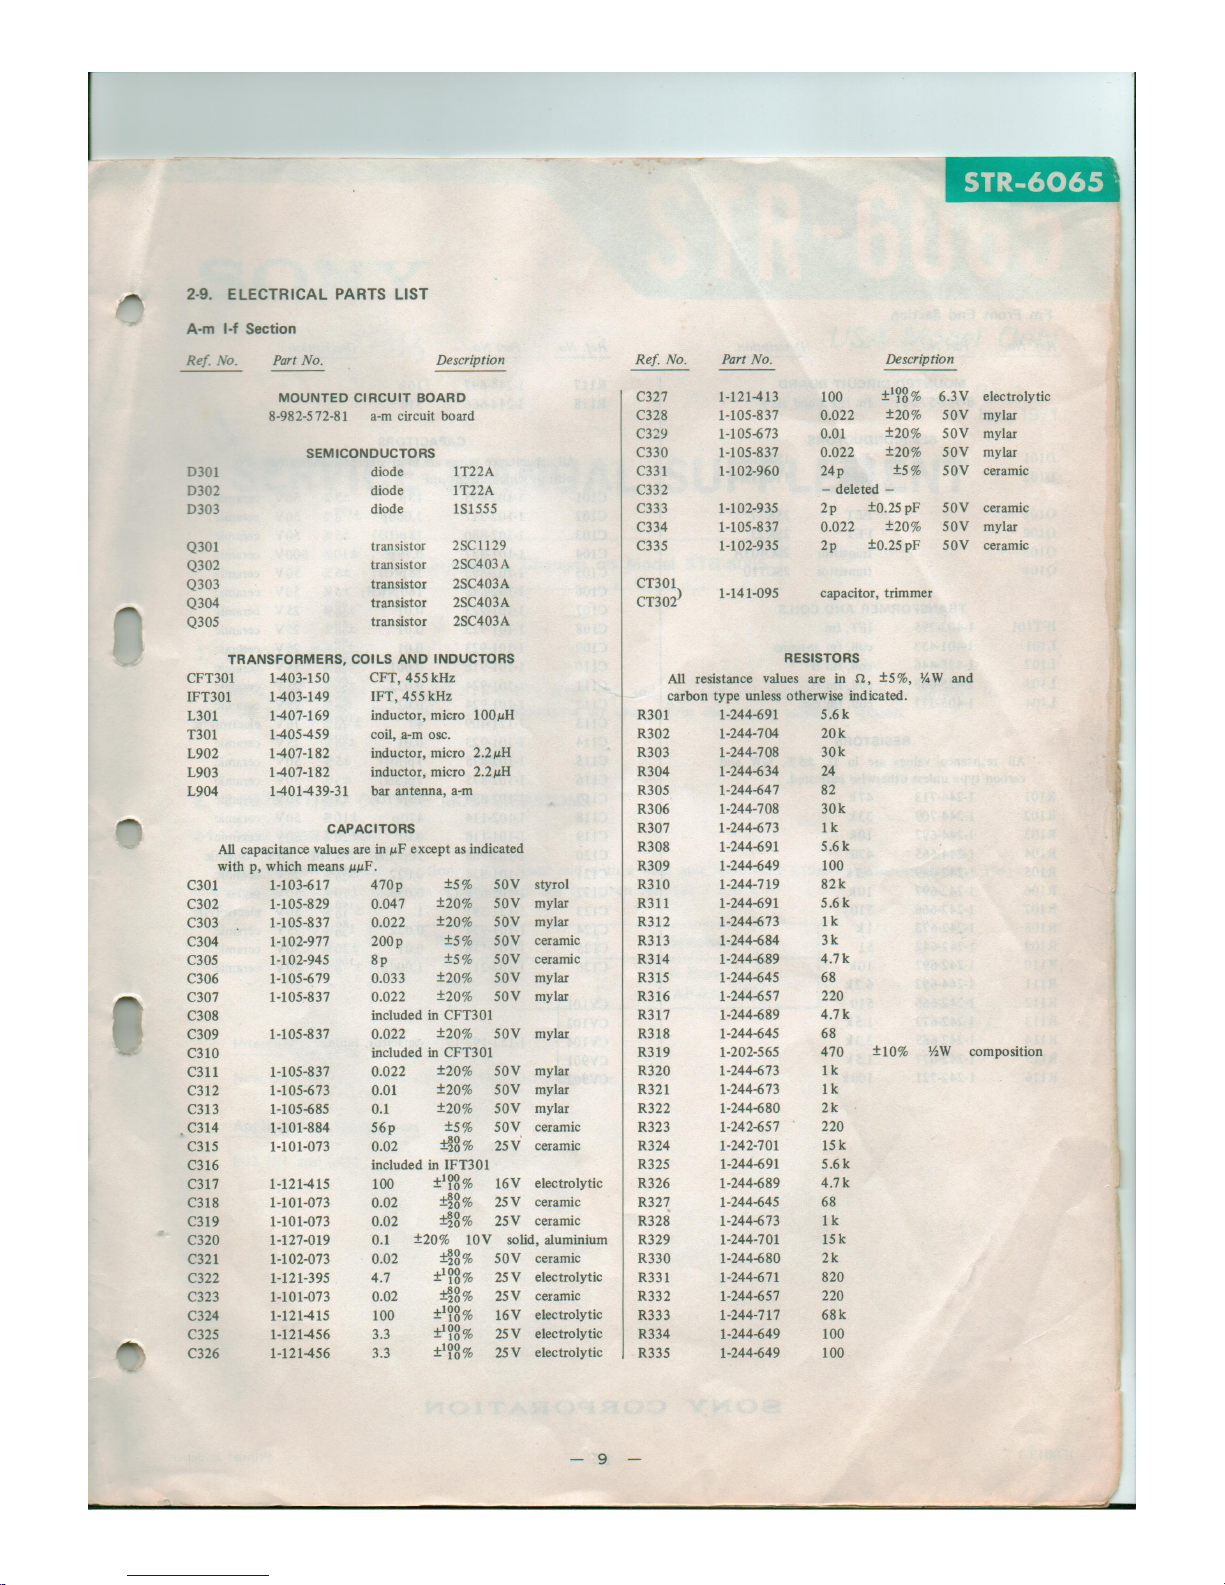 STR-6065
2-9. ELECTRICAL PARTS LIST
A-m I-f Section
Ref. No. Part No. Description
MOUNTED CIRCUIT BOARD
8-982-572-81 a-m circuit board
SEMICONDUCTORS
D301 diode 1T22A
D302 diode 1T22A
D303 diode 1S1555
Q301 transistor 2SC1129
Q302 transistor 2SC403A
Q303 transistor 2SC403A
Q304 transistor 2SC403A
Q305 transistor 2SC403A
TRANSFORMERS, COILS AND INDUCTORS
CFT301 1-403-150 CFT, 455kHz
IFT301 1-403-149 IFT, 455kHz
L301 1-407-169 inductor, micro 100μH
T301 1-405-459 coil, a-m osc.
L902 1-407-182 inductor, micro 2.2μH
L903 1-407-182 inductor, micro 2.2μH
L904 1-401-439-31 bar antenna, a-m
CAPACITORS
All capacitance values are in μF except as indicated
with p, which means μμF.
C301 1-103-617 470p ±5% 50V styrol
C302 1-105-829 0.047 ±20% 50V mylar
C303 1-105-837 0.022 ±20% 50V mylar
C304 1-102-977 200p ±5% 50V ceramic
C305 1-102-945 8p ±5% 50V ceramic
C306 1-105-679 0.033 ±20% 50V mylar
C307 1-105-837 0.022 ±20% 50V mylar
C308 included in CFT301
C309 1-105-837 0.022 ±20% 50V mylar
C310 included in CFT301
C311 1-105-837 0.022 ±20% 50V mylar
C312 1-105-673 0.01 ±20% 50V mylar
C313 1-105-685 0.1 ±20% 50V mylar
C314 1-101-884 56p ±5% 50V ceramic
C315 1-101-073 0.02 ±80/20% 25V ceramic
C316 included in IFT301
C317 1-121-415 100 ±100/10% 16V electrolytic
C318 1-101-073 0.02 ±80/20% 25V ceramic
C319 1-101-073 0.02 ±80/20% 25V ceramic
C320 1-127-019 0.1 ±20% 10V solid, aluminium
C321 1-102-073 0.02 ±80/20% 50V ceramic
C322 1-121-395 4.7 ±100/10% 25V electrolytic
C323 1-101-073 0.02 ±80/20% 25V ceramic
C324 1-121-415 100 ±100/10% 16V electrolytic
C325 1-121-456 3.3 ±100/10% 25V electrolytic
C326 1-121-456 3.3 ±100/10% 25V electrolytic
Ref. No. Part No. Description
C327 1-121-413 100 ±100/10% 6.3V electrolytic
C328 1-105-837 0.022 ±20% 50V mylar
C329 1-105-673 0.01 ±20% 50V mylar
C330 1-105-837 0.022 ±20% 50V mylar
C331 1-102-960 24p ±5% 50V ceramic
C332 – deleted –
C333 1-102-935 2p ±0.25pF 50V ceramic
C334 1-105-837 0.022 ±20% 50V mylar
C335 1-102-935 2p ±0.25pF 50V ceramic
CT301
CT302) 1-141-095 capacitor, trimmer
RESISTORS
All resistance values are in Ω, ±5%, ¼W and
carbon type unless otherwise indicated.
R301 1-244-691 5.6k
R302 1-244-704 20k
R303 1-244-708 30k
R304 1-244-634 24
R305 1-244-647 82
R306 1-244-708 30k
R307 1-244-673 1k
R308 1-244-691 5.6k
R309 1-244-649 100
R310 1-244-719 82k
R311 1-244-691 5.6k
R312 1-244-673 1k
R313 1-244-684 3k
R314 1-244-689 4.7k
R315 1-244-645 68
R316 1-244-657 220
R317 1-244-689 4.7k
R318 1-244-645 68
R319 1-202-565 470 ±10% ½W composition
R320 1-244-673 1k
R321 1-244-673 1k
R322 1-244-680 2k
R323 1-242-657 220
R324 1-242-701 15k
R325 1-244-691 5.6k
R326 1-244-689 4.7k
R327 1-244-645 68
R328 1-244-673 1k
R329 1-244-701 15k
R330 1-244-680 2k
R331 1-244-671 820
R332 1-244-657 220
R333 1-244-717 68k
R334 1-244-649 100
R335 1-244-649 100
– 9 –